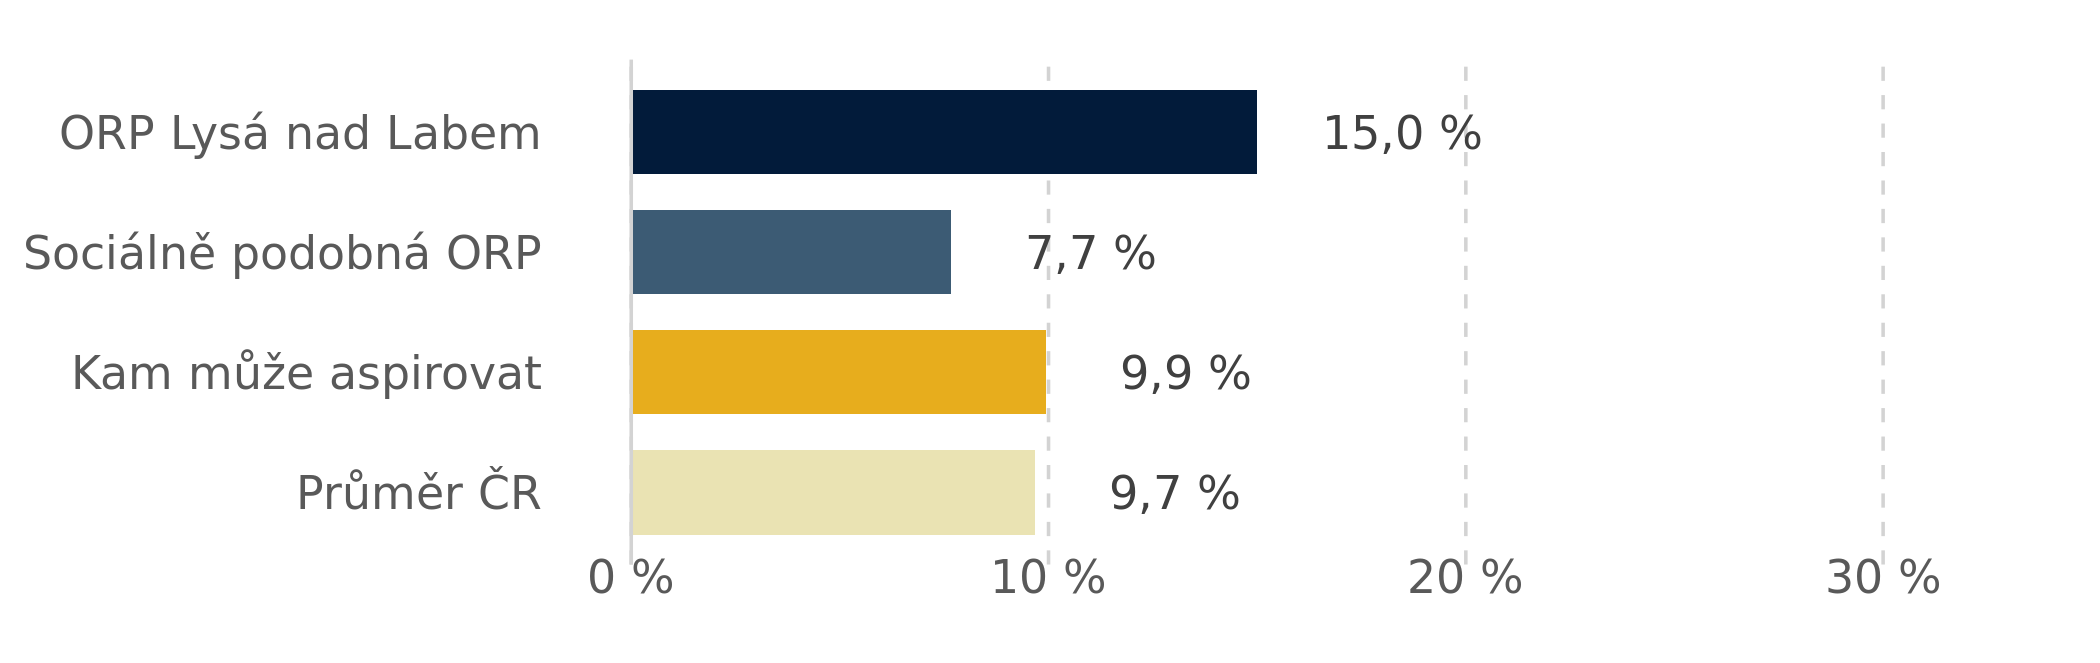 ORP Lysá nad Labem 15,0 %
Sociálně podobná ORP 7,7 %
Kam může aspirovat 9,9 %
Průměr ČR 9,7 %
0 % 10 % 20 % 30 %